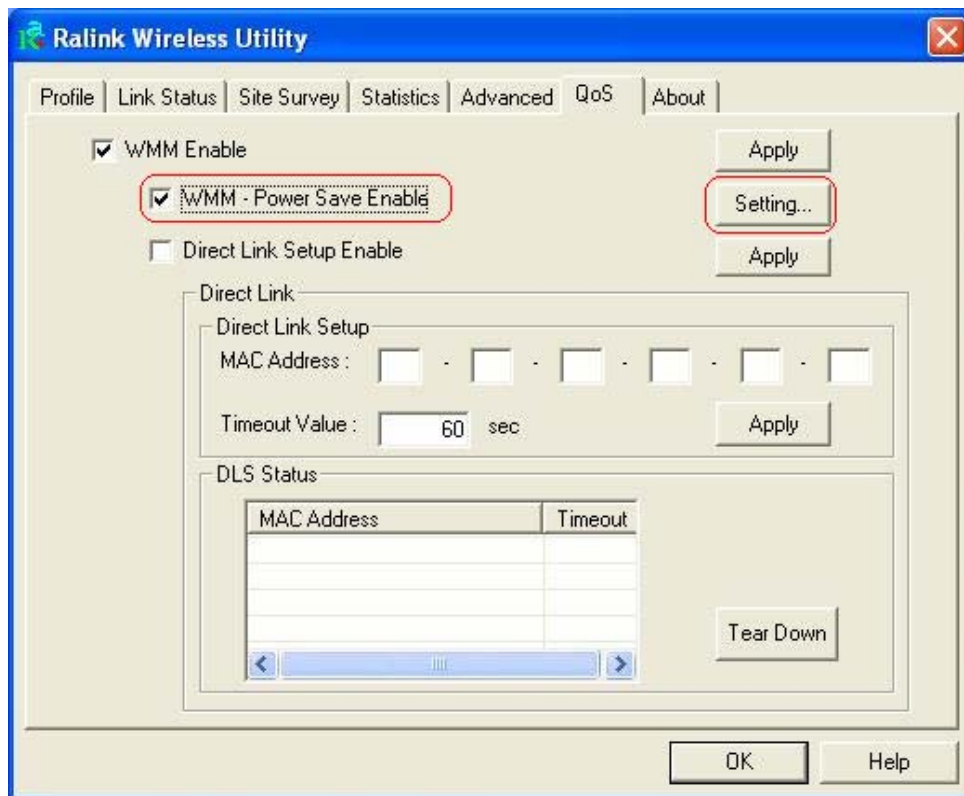 Ralink Wireless Utility
Profile Link Status Site Survey Statistics Advanced QoS About
WMM Enable Apply
WMM - Power Save Enable Setting...
Direct Link Setup Enable Apply
Direct Link
Direct Link Setup
MAC Address : - - - - -
Timeout Value : 60 sec Apply
DLS Status
MAC Address Timeout
Tear Down
OK Help